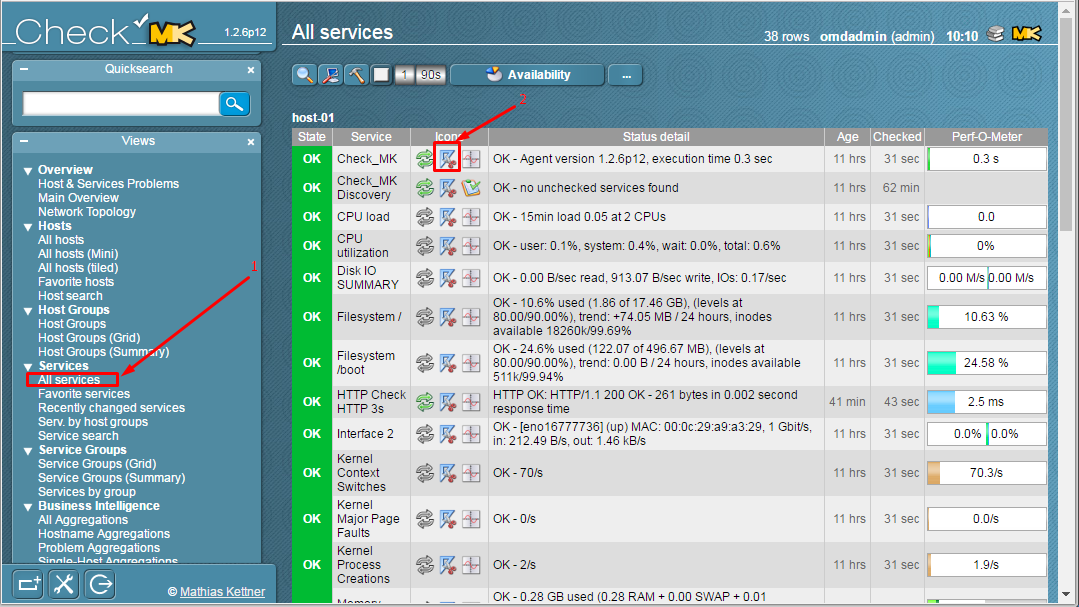 Check MK
1.2.6p12
All services
38 rows omdadmin (admin) 10:10
MK
Quicksearch
1 90s Availability ...
2
host-01
State Service Icons Status detail Age Checked Perf-O-Meter
OK Check_MK OK - Agent version 1.2.6p12, execution time 0.3 sec 11 hrs 31 sec 0.3 s
OK Check_MK
Discovery OK - no unchecked services found 11 hrs 62 min
OK CPU load OK - 15min load 0.05 at 2 CPUs 11 hrs 31 sec 0.0
OK CPU
utilization OK - user: 0.1%, system: 0.4%, wait: 0.0%, total: 0.6% 11 hrs 31 sec 0%
OK Disk IO
SUMMARY OK - 0.00 B/sec read, 913.07 B/sec write, IOs: 0.17/sec 11 hrs 31 sec 0.00 M/s 0.00 M/s
OK Filesystem / OK - 10.6% used (1.86 of 17.46 GB), (levels at
80.00/90.00%), trend: +74.05 MB / 24 hours, inodes
available 18260k/99.69% 11 hrs 31 sec 10.63 %
OK Filesystem
/boot OK - 24.6% used (122.07 of 496.67 MB), (levels at
80.00/90.00%), trend: 0.00 B / 24 hours, inodes available
511k/99.94% 11 hrs 31 sec 24.58 %
OK HTTP Check
HTTP 3s HTTP OK: HTTP/1.1 200 OK - 261 bytes in 0.002 second
response time 41 min 43 sec 2.5 ms
OK Interface 2 OK - [eno16777736] (up) MAC: 00:0c:29:a9:a3:29, 1 Gbit/s,
in: 212.49 B/s, out: 1.46 kB/s 11 hrs 31 sec 0.0% 0.0%
OK Kernel
Context
Switches OK - 70/s 11 hrs 31 sec 70.3/s
OK Kernel
Major Page
Faults OK - 0/s 11 hrs 31 sec 0.0/s
OK Kernel
Process
Creations OK - 2/s 11 hrs 31 sec 1.9/s
Memory OK - 0.28 GB used (0.28 RAM + 0.00 SWAP + 0.01
Views
Overview
Host & Services Problems
Main Overview
Network Topology
Hosts
All hosts
All hosts (Mini)
All hosts (tiled)
1
Favorite hosts
Host search
Host Groups
Host Groups
Host Groups (Grid)
Host Groups (Summary)
Services
All services
Favorite services
Recently changed services
Serv. by host groups
Service search
Service Groups
Service Groups (Grid)
Service Groups (Summary)
Services by group
Business Intelligence
All Aggregations
Hostname Aggregations
Problem Aggregations
Single-Host Aggregations
© Mathias Kettner